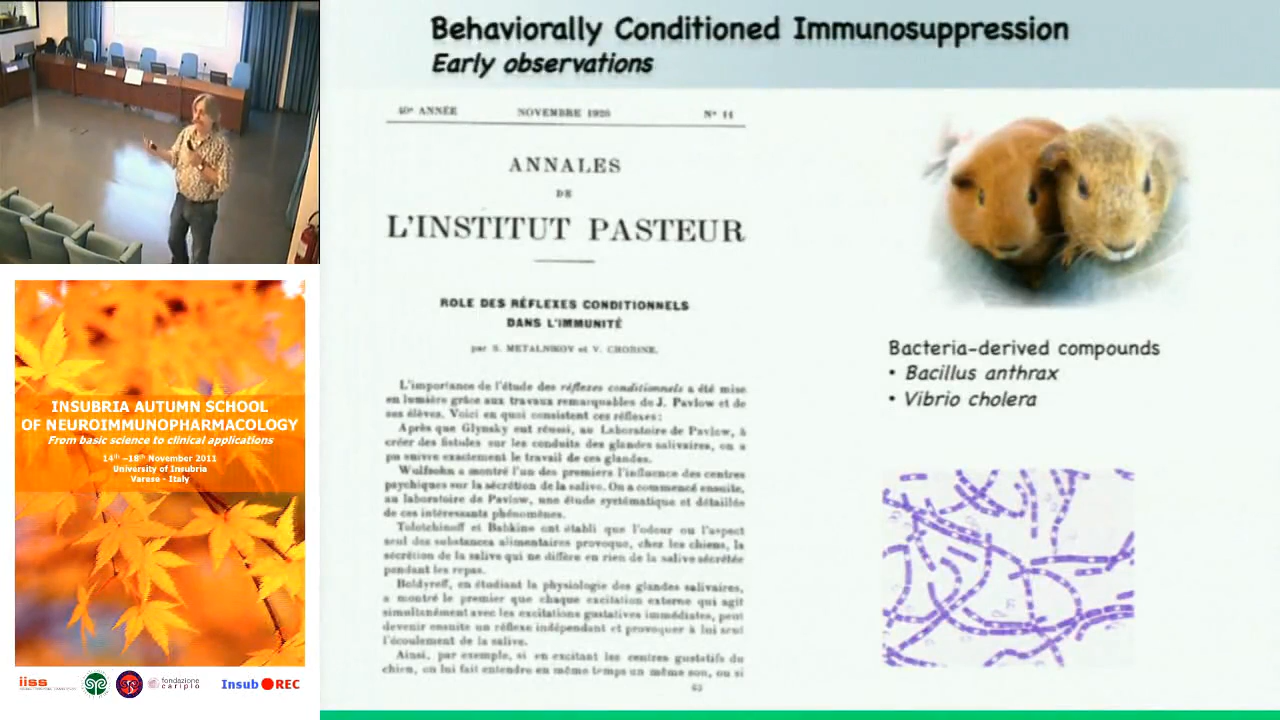 Behaviorally Conditioned Immunosuppression
Early observations
40e ANNÉE NOVEMBRE 1926 No 11
ANNALES
DE
L'INSTITUT PASTEUR
ROLE DES RÉFLEXES CONDITIONNELS
DANS L'IMMUNITÉ
par S. METALNIKOV et V. CHORINE.
L'importance de l'étude des réflexes conditionnels a été mise
en lumière grâce aux travaux remarquables de J. Pavlow et de
ses élèves. Voici en quoi consistent ces réflexes :
Après que Glynsky eut réussi, au Laboratoire de Pavlow, à
créer des fistules sur les conduits des glandes salivaires, on a
pu suivre exactement le travail de ces glandes.
Wulfsohn a montré l'un des premiers l'influence des centres
psychiques sur la sécrétion de la salive. On a commencé ensuite,
au laboratoire de Pavlow, une étude systématique et détaillée
de ces intéressants phénomènes.
Tolotchinoff et Babkine ont établi que l'odeur ou l'aspect
seul des substances alimentaires provoque, chez les chiens, la
sécrétion de la salive qui ne diffère en rien de la salive sécrétée
pendant les repas.
Boldyreff, en étudiant la physiologie des glandes salivaires,
a montré le premier que chaque excitation externe qui agit
simultanément avec les excitations gustatives immédiates, peut
devenir ensuite un réflexe indépendant et provoquer à lui seul
l'écoulement de la salive.
Ainsi, par exemple, si en excitant les centres gustatifs du
chien, on lui fait entendre en même temps un même son, ou si
63
Bacteria-derived compounds
• Bacillus anthrax
• Vibrio cholera
INSUBRIA AUTUMN SCHOOL
OF NEUROIMMUNOPHARMACOLOGY
From basic science to clinical applications
14th –18th November 2011
University of Insubria
Varese - Italy
iiss
fondazione
cariplo
Insub REC